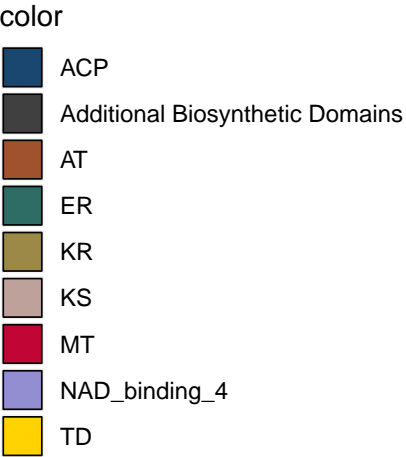 color
ACP
Additional Biosynthetic Domains
AT
ER
KR
KS
MT
NAD_binding_4
TD